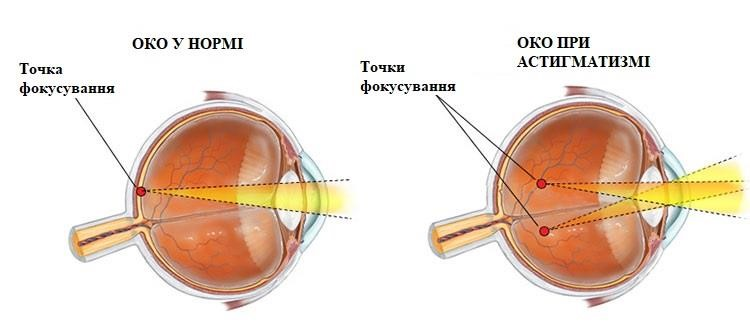 ОКО У НОРМІ
Точка
фокусування
ОКО ПРИ
АСТИГМАТИЗМІ
Точки
фокусування